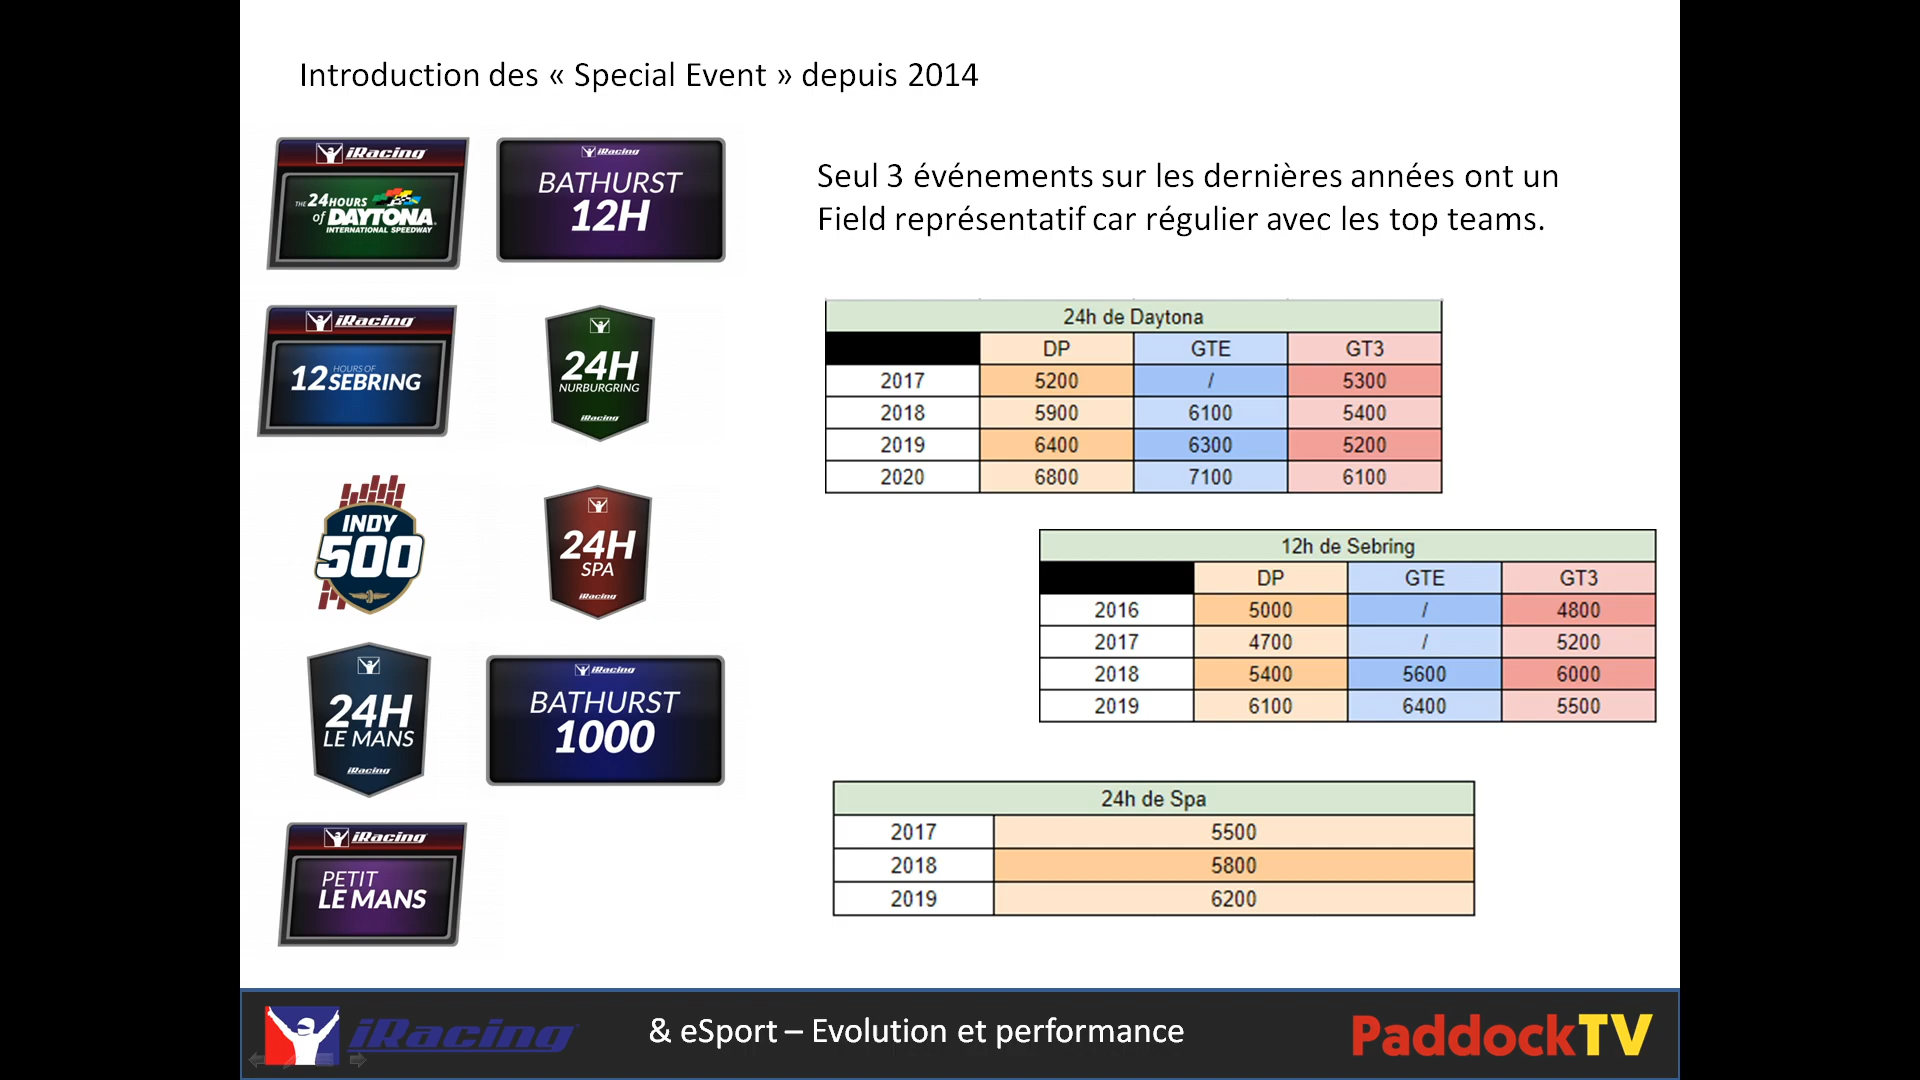 Introduction des « Special Event » depuis 2014
iRacing
THE 24 HOURS
of DAYTONA
INTERNATIONAL SPEEDWAY
iRacing
BATHURST
12H
iRacing
12 HOURS OF
SEBRING
24H
NURBURGRING
iRacing
INDY
500
24H
SPA
iRacing
24H
LE MANS
iRacing
iRacing
BATHURST
1000
iRacing
PETIT
LE MANS
Seul 3 événements sur les dernières années ont un
Field représentatif car régulier avec les top teams.
24h de Daytona
DP GTE GT3
2017 5200 / 5300
2018 5900 6100 5400
2019 6400 6300 5200
2020 6800 7100 6100
12h de Sebring
DP GTE GT3
2016 5000 / 4800
2017 4700 / 5200
2018 5400 5600 6000
2019 6100 6400 5500
24h de Spa
2017 5500
2018 5800
2019 6200
iRacing & eSport – Evolution et performance PaddockTV